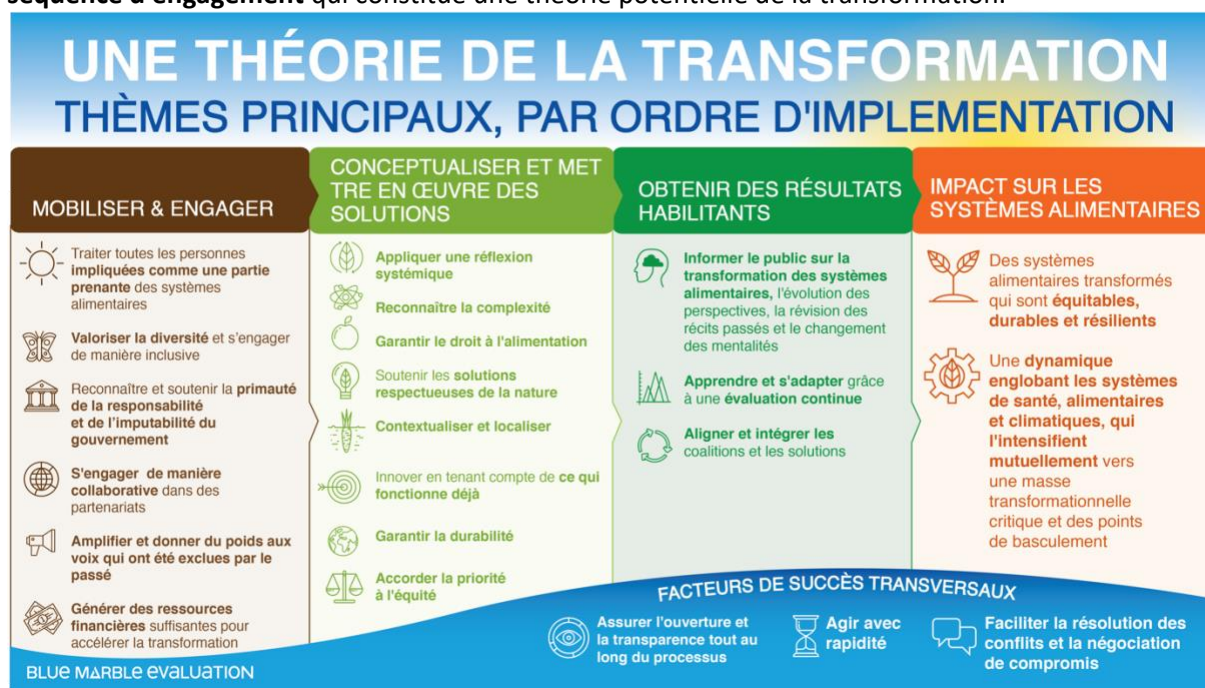 séquence d'engagement qui constitue une théorie potentielle de la transformation.
UNE THÉORIE DE LA TRANSFORMATION
THÈMES PRINCIPAUX, PAR ORDRE D'IMPLEMENTATION
MOBILISER & ENGAGER
Traiter toutes les personnes
impliquées comme une partie
prenante des systèmes
alimentaires
Valoriser la diversité et s'engager
de manière inclusive
Reconnaître et soutenir la primauté
de la responsabilité
et de l'imputabilité du
gouvernement
S'engager de manière
collaborative dans des
partenariats
Amplifier et donner du poids aux
voix qui ont été exclues par le
passé
Générer des ressources
financières suffisantes pour
accélérer la transformation
CONCEPTUALISER ET MET
TRE EN ŒUVRE DES
SOLUTIONS
Appliquer une réflexion
systémique
Reconnaître la complexité
Garantir le droit à l'alimentation
Soutenir les solutions
respectueuses de la nature
Contextualiser et localiser
Innover en tenant compte de ce qui
fonctionne déjà
Garantir la durabilité
Accorder la priorité
à l'équité
OBTENIR DES RÉSULTATS
HABILITANTS
Informer le public sur la
transformation des systèmes
alimentaires, l'évolution des
perspectives, la révision des
récits passés et le changement
des mentalités
Apprendre et s'adapter grâce
à une évaluation continue
Aligner et intégrer les
coalitions et les solutions
IMPACT SUR LES
SYSTÈMES ALIMENTAIRES
Des systèmes
alimentaires transformés
qui sont équitables,
durables et résilients
Une dynamique
englobant les systèmes
de santé, alimentaires
et climatiques, qui
l'intensifient
mutuellement vers
une masse
transformationnelle
critique et des points
de basculement
FACTEURS DE SUCCÈS TRANSVERSAUX
Assurer l'ouverture et
la transparence tout au
long du processus
Agir avec
rapidité
Faciliter la résolution des
conflits et la négociation
de compromis
BLUe MARBLe eVALUATION